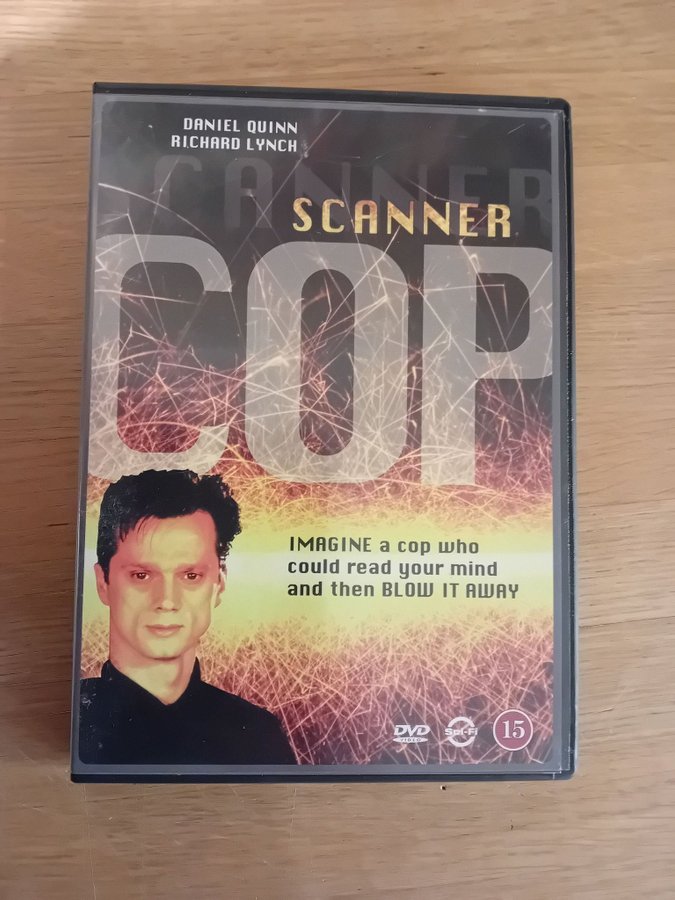 DANIEL QUINN
RICHARD LYNCH
SCANNER
SCANNER
COP
IMAGINE a cop who
could read your mind
and then BLOW IT AWAY
DVD
VIDEO
Sci-Fi
15